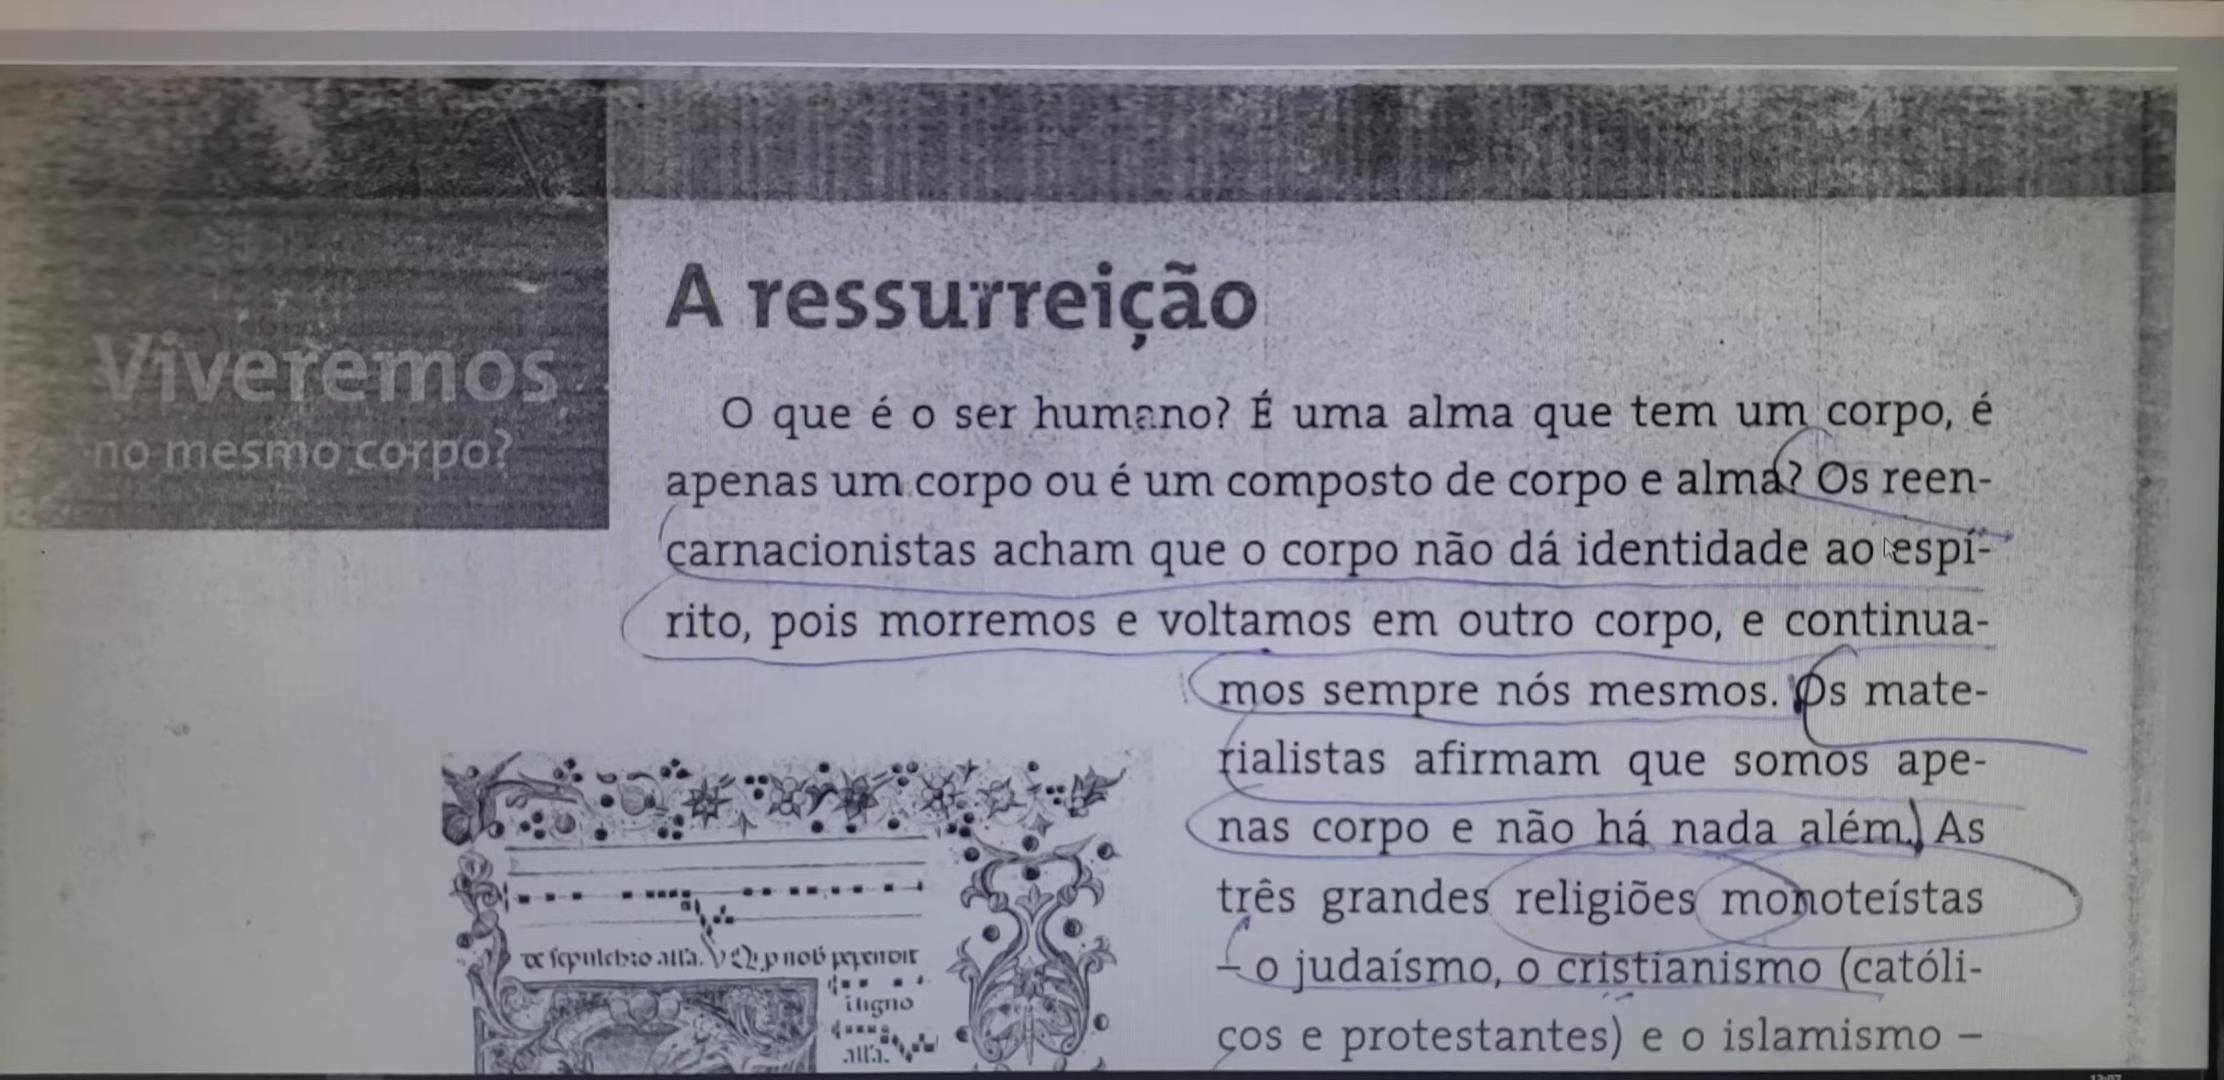 Viveremos
no mesmo corpo?
A ressurreição
O que é o ser humano? É uma alma que tem um corpo, é
apenas um corpo ou é um composto de corpo e alma? Os reen-
carnacionistas acham que o corpo não dá identidade ao espí-
rito, pois morremos e voltamos em outro corpo, e continua-
mos sempre nós mesmos. Os mate-
rialistas afirmam que somos ape-
nas corpo e não há nada além. As
três grandes religiões monoteístas
– o judaísmo, o cristianismo (católi-
cos e protestantes) e o islamismo –